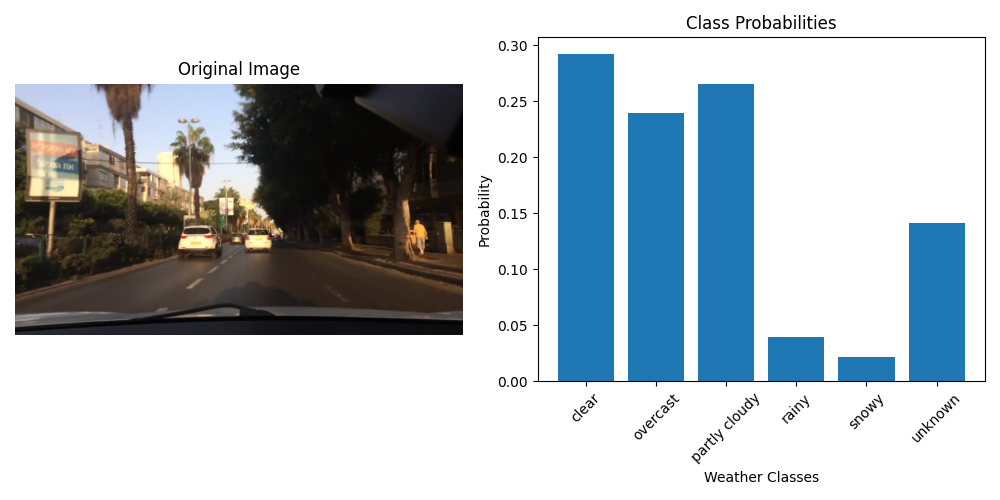 Original Image
Class Probabilities
Probability
0.30
0.25
0.20
0.15
0.10
0.05
0.00
clear
overcast
partly cloudy
rainy
snowy
unknown
Weather Classes